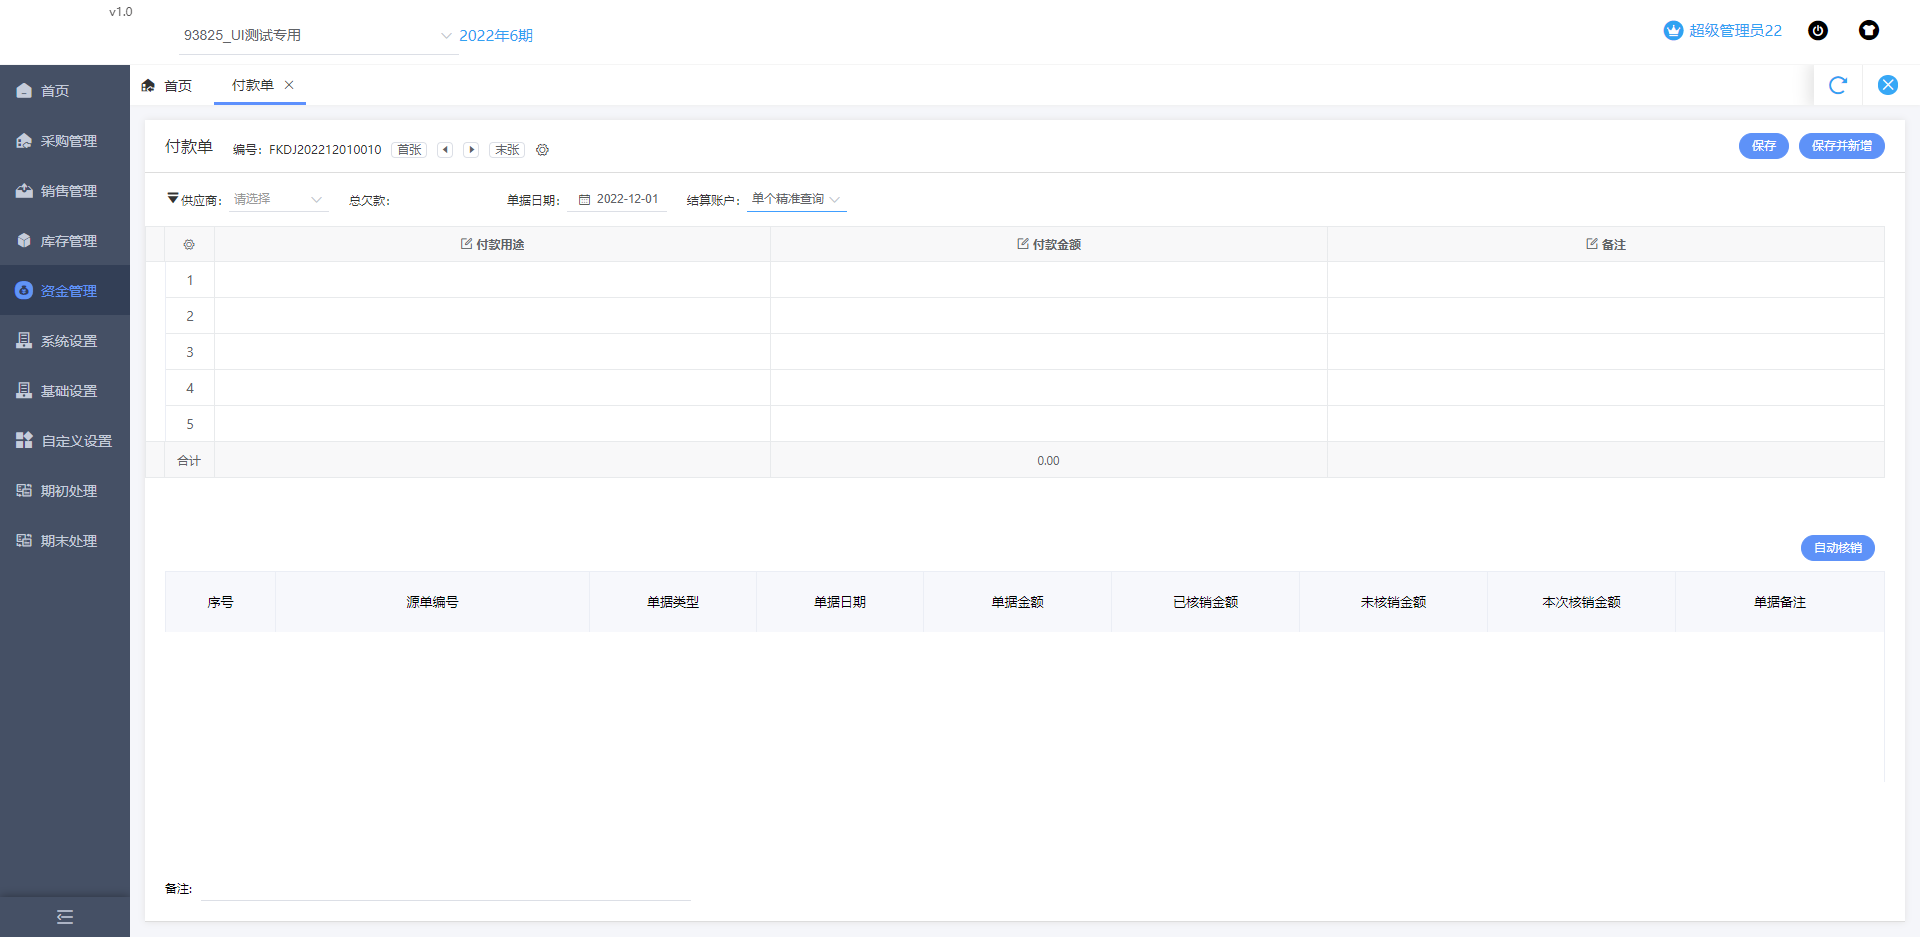 v1.0
93825_UI测试专用 2022年6期 超级管理员22
首页 付款单
首页
采购管理
销售管理
库存管理
资金管理
系统设置
基础设置
自定义设置
期初处理
期末处理
付款单 编号: FKDJ202212010010 首张 末张 保存 保存并新增
供应商: 请选择 总欠款: 单据日期: 2022-12-01 结算账户: 单个精准查询
付款用途 付款金额 备注
1
2
3
4
5
合计 0.00
自动核销
序号 源单编号 单据类型 单据日期 单据金额 已核销金额 未核销金额 本次核销金额 单据备注
备注: